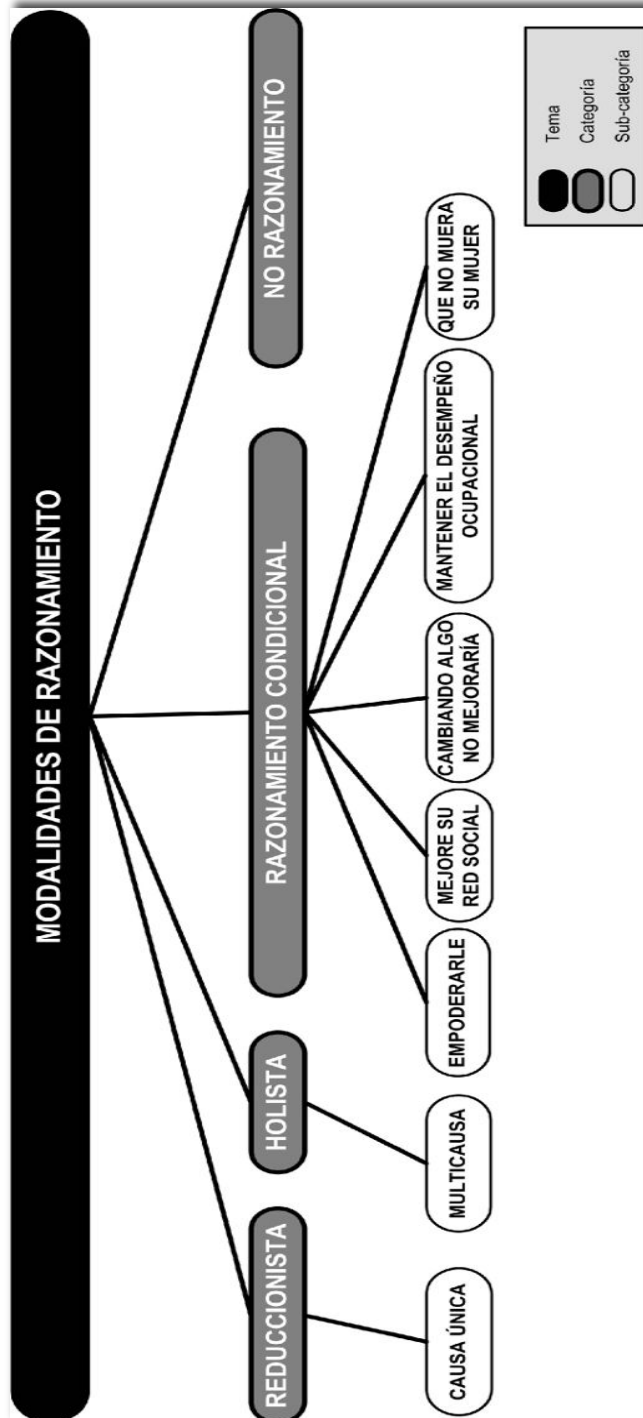 MODALIDADES DE RAZONAMIENTO
REDUCCIONISTA
HOLISTA
RAZONAMIENTO CONDICIONAL
NO RAZONAMIENTO
CAUSA ÚNICA
MULTICAUSA
EMPODERARLE
MEJORE SU
RED SOCIAL
CAMBIANDO ALGO
NO MEJORARÍA
MANTENER EL DESEMPEÑO
OCUPACIONAL
QUE NO MUERA
SU MUJER
Tema
Categoría
Sub-categoría